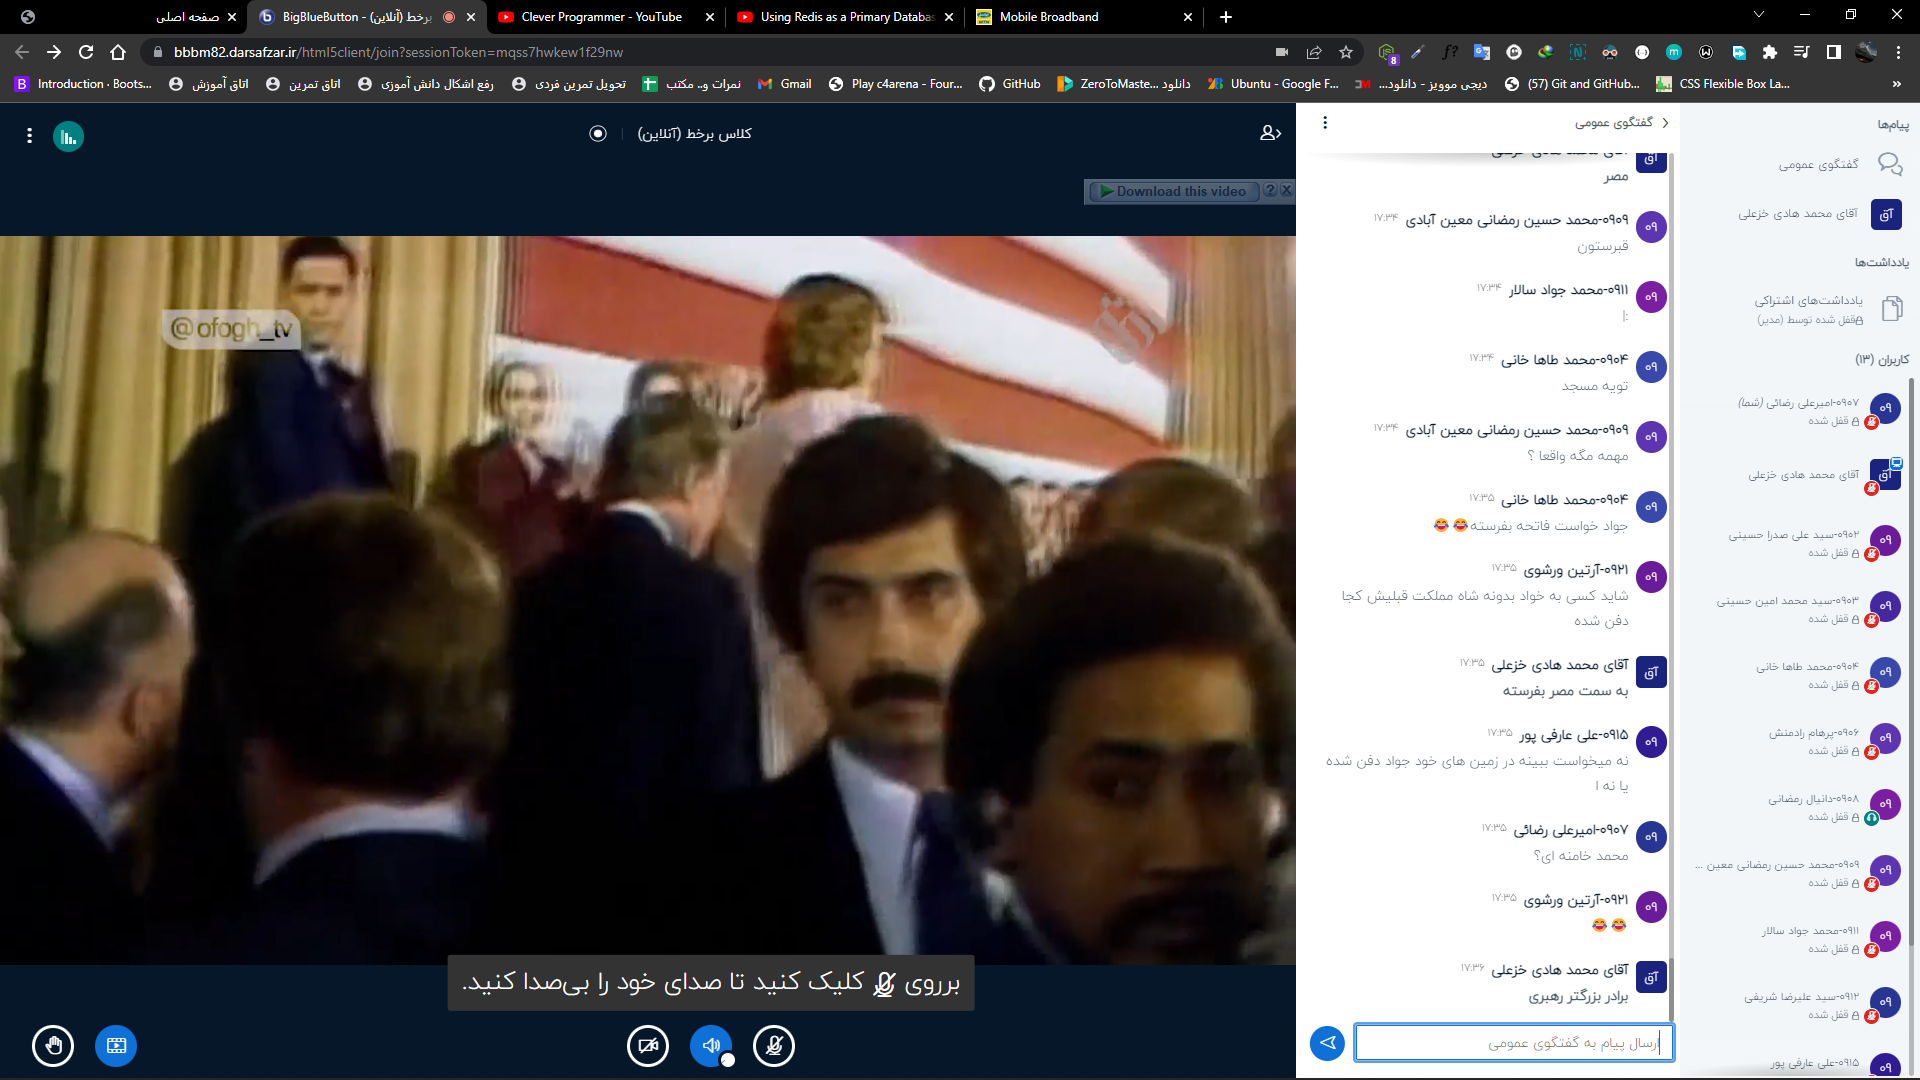 صفحه اصلی
BigBlueButton - برخط (آنلاین)
Clever Programmer - YouTube
Using Redis as a Primary Databas
Mobile Broadband
bbbm82.darsafzar.ir/html5client/join?sessionToken=mqss7hwkew1f29nw
Introduction · Boots...
اتاق آموزش
اتاق تمرین
رفع اشکال دانش آموزی
تحویل تمرین فردی
نمرات و.. مکتب
Gmail
Play c4arena - Four...
GitHub
ZeroToMaste... دانلود
Ubuntu - Google F...
دیجی موویز - دانلود...
(57) Git and GitHub...
CSS Flexible Box La...
کلاس برخط (آنلاین)
Download this video
@ofogh_tv
برروی کلیک کنید تا صدای خود را بی‌صدا کنید.
گفتگوی عمومی
مصر
۰۹۰۹-محمد حسین رمضانی معین آبادی ۱۷:۳۴
قبرستون
۰۹۱۱-محمد جواد سالار ۱۷:۳۴
:|
۰۹۰۴-محمد طاها خانی ۱۷:۳۴
تویه مسجد
۰۹۰۹-محمد حسین رمضانی معین آبادی ۱۷:۳۴
مهمه مگه واقعا ؟
۰۹۰۴-محمد طاها خانی ۱۷:۳۵
جواد خواست فاتحه بفرسته😂😂
۰۹۲۱-آرتین ورشوی ۱۷:۳۵
شاید کسی به خواد بدونه شاه مملکت قبلیش کجا
دفن شده
آقای محمد هادی خزعلی ۱۷:۳۵
به سمت مصر بفرسته
۰۹۱۵-علی عارفی پور ۱۷:۳۵
نه میخواست ببینه در زمین های خود جواد دفن شده
یا نه ا
۰۹۰۷-امیرعلی رضائی ۱۷:۳۵
محمد خامنه ای؟
۰۹۲۱-آرتین ورشوی ۱۷:۳۵
😂😂
آقای محمد هادی خزعلی ۱۷:۳۶
برادر بزرگتر رهبری
ارسال پیام به گفتگوی عمومی
پیام‌ها
گفتگوی عمومی
آقای محمد هادی خزعلی
یادداشت‌ها
یادداشت‌های اشتراکی
قفل شده توسط (مدیر)
کاربران (۱۳)
۰۹۰۷-امیرعلی رضائی (شما)
قفل شده
آقای محمد هادی خزعلی
۰۹۰۲-سید علی صدرا حسینی
قفل شده
۰۹۰۳-سید محمد امین حسینی
قفل شده
۰۹۰۴-محمد طاها خانی
قفل شده
۰۹۰۶-پرهام رادمنش
قفل شده
۰۹۰۸-دانیال رمضانی
قفل شده
۰۹۰۹-محمد حسین رمضانی معین ...
قفل شده
۰۹۱۱-محمد جواد سالار
قفل شده
۰۹۱۲-سید علیرضا شریفی
قفل شده
۰۹۱۵-علی عارفی پور